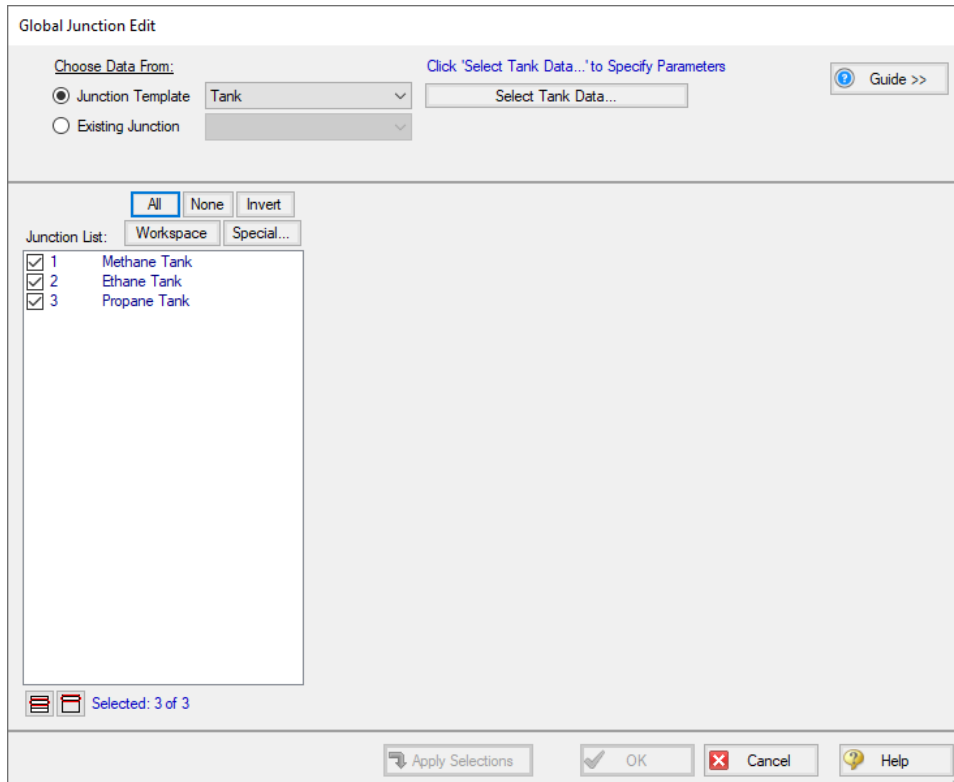 Global Junction Edit
Choose Data From:
Click 'Select Tank Data...' to Specify Parameters
Guide >>
Junction Template
Tank
Select Tank Data...
Existing Junction
All
None
Invert
Junction List:
Workspace
Special...
1 Methane Tank
2 Ethane Tank
3 Propane Tank
Selected: 3 of 3
Apply Selections
OK
Cancel
Help